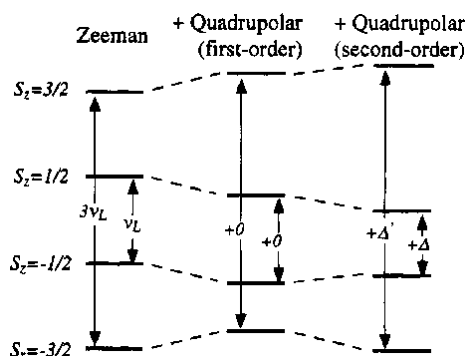 Zeeman
+ Quadrupolar
(first-order)
+ Quadrupolar
(second-order)
S_z=3/2
S_z=1/2
3ν_L
ν_L
+0
+0
+Δ'
+Δ
S_z=-1/2
S_z=-3/2